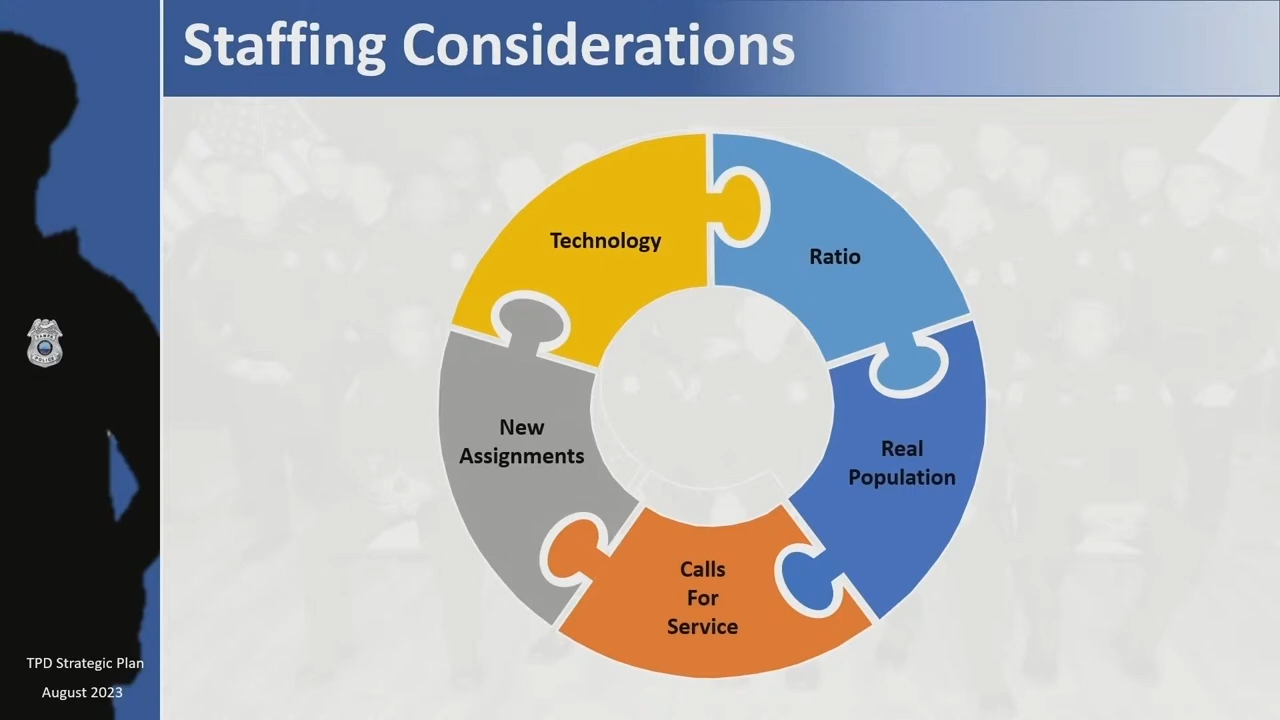 Staffing Considerations
Technology
Ratio
New
Assignments
Real
Population
Calls
For
Service
TPD Strategic Plan
August 2023